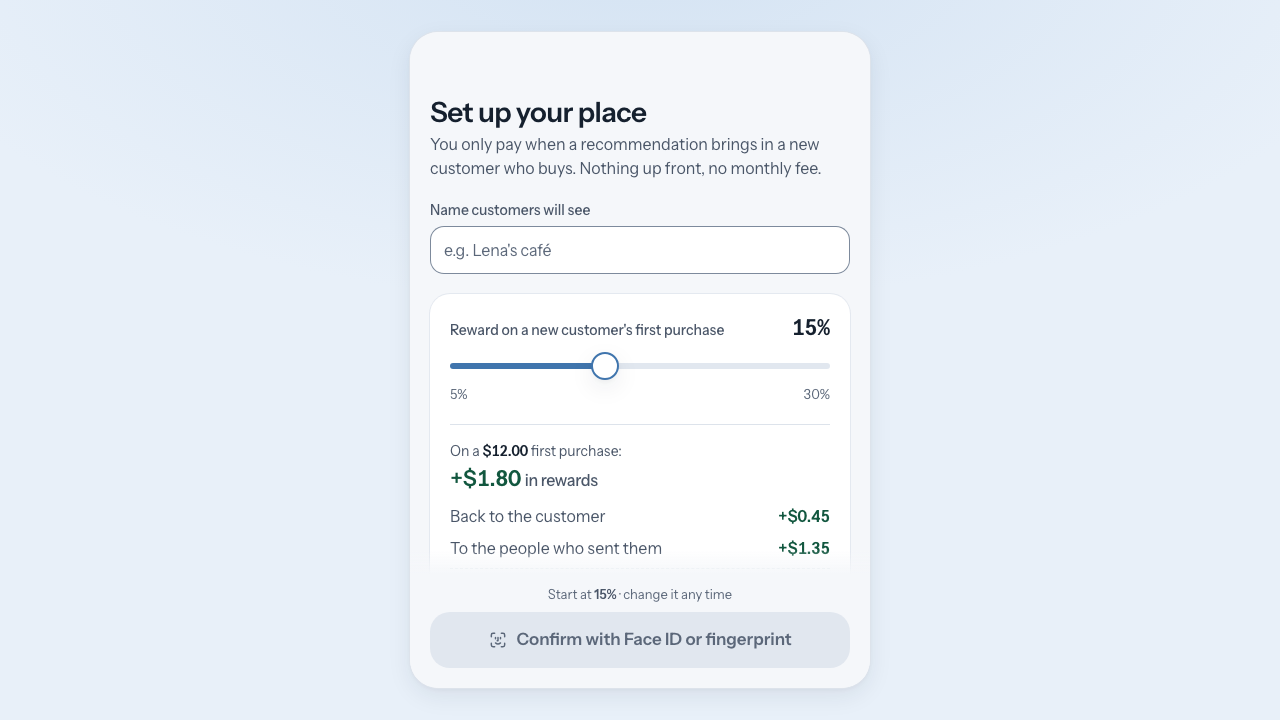 Set up your place
You only pay when a recommendation brings in a new
customer who buys. Nothing up front, no monthly fee.
Name customers will see
e.g. Lena's café
Reward on a new customer's first purchase 15%
5% 30%
On a $12.00 first purchase:
+$1.80 in rewards
Back to the customer +$0.45
To the people who sent them +$1.35
Start at 15% · change it any time
Confirm with Face ID or fingerprint